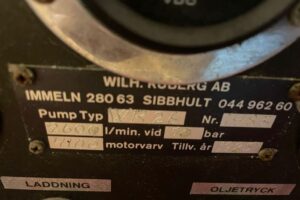 WILH. RUBERG AB
IMMELN 280 63 SIBBHULT 044 962 60
Pump Typ Nr.
l/min. vid bar
motorvarv Tillv. år
LADDNING
OLJETRYCK